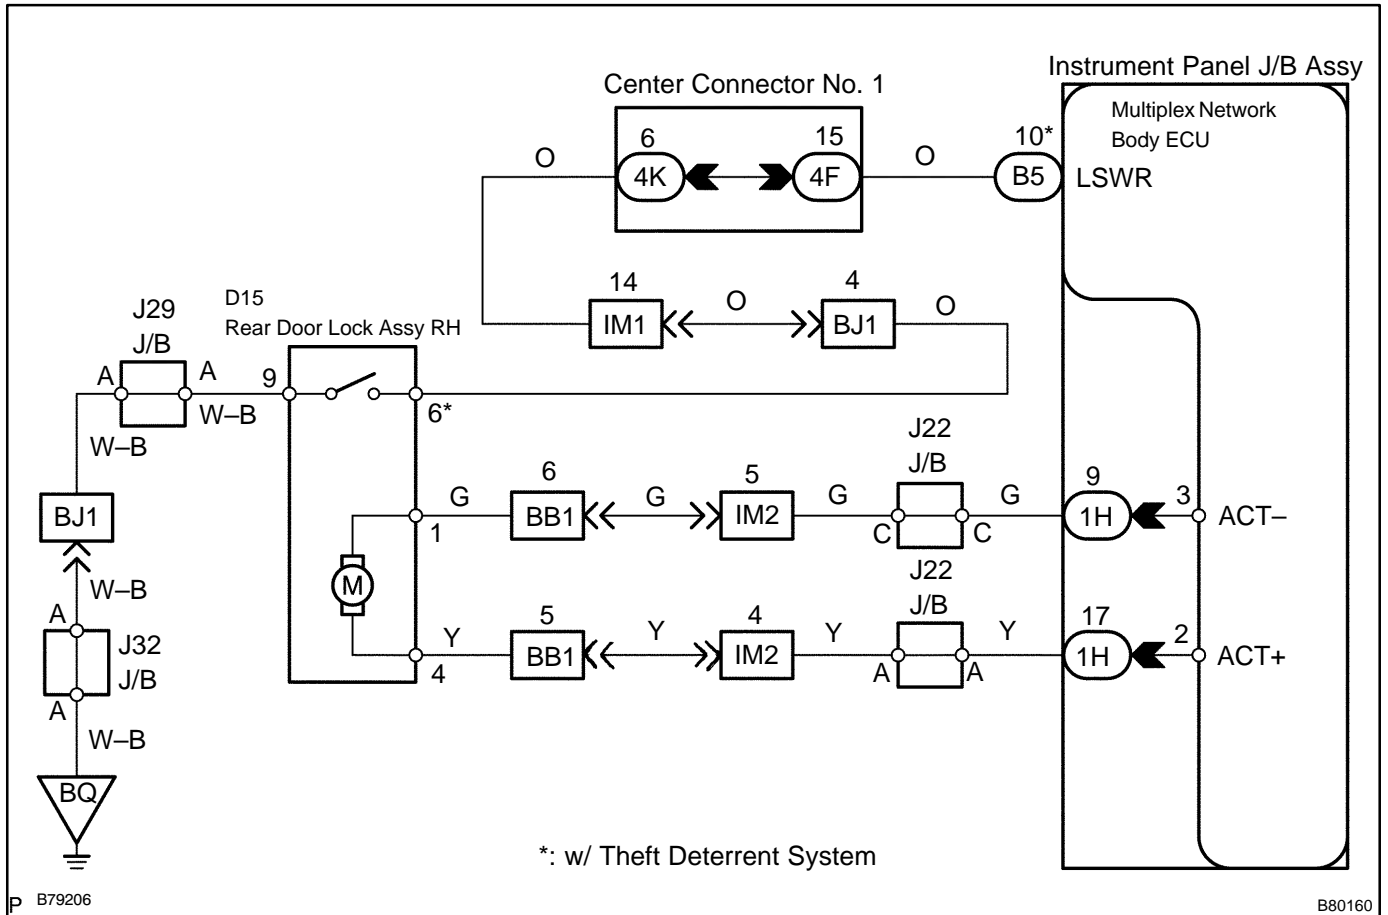 Instrument Panel J/B Assy
Center Connector No. 1
Multiplex Network
Body ECU
6
15
10*
O
4K
4F
O
B5
LSWR
14
4
IM1
O
BJ1
O
D15
Rear Door Lock Assy RH
J29
J/B
A
A
9
W–B
6*
W–B
J22
J/B
6
5
9
3
G
BB1
G
IM2
G
G
1H
ACT–
1
C
C
BJ1
M
J22
J/B
W–B
A
5
4
17
2
Y
BB1
Y
IM2
Y
Y
1H
ACT+
4
A
A
J32
J/B
A
W–B
BQ
*: w/ Theft Deterrent System
P
B79206
B80160